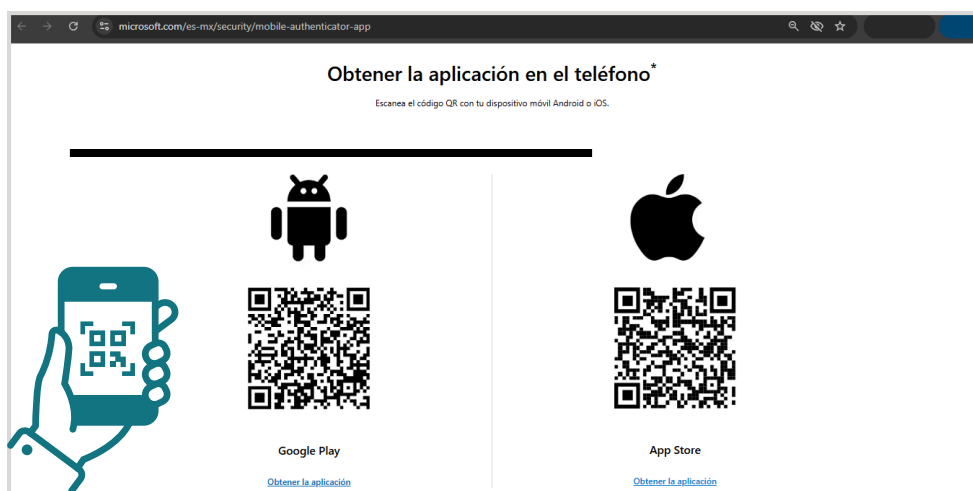 microsoft.com/es-mx/security/mobile-authenticator-app
Obtener la aplicación en el teléfono*
Escanea el código QR con tu dispositivo móvil Android o iOS.
Google Play
App Store
Obtener la aplicación
Obtener la aplicación